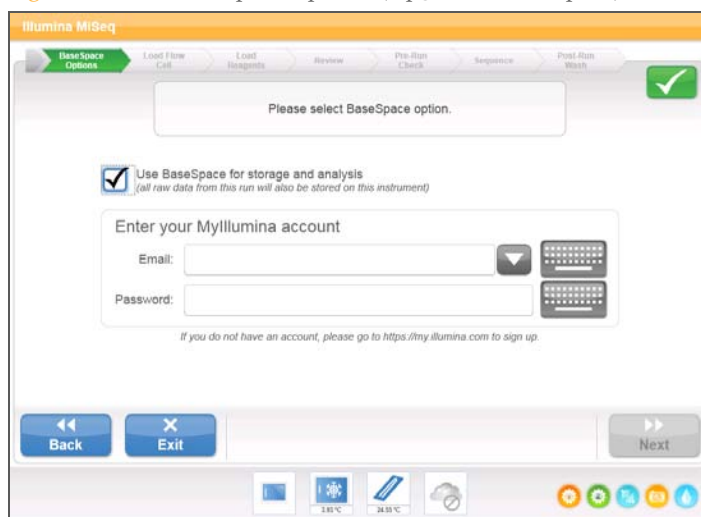 Illumina MiSeq
BaseSpace Options
Load Flow Cell
Load Reagents
Review
Pre-Run Check
Sequence
Post-Run Wash
Please select BaseSpace option.
Use BaseSpace for storage and analysis
(all raw data from this run will also be stored on this instrument)
Enter your MyIllumina account
Email:
Password:
If you do not have an account, please go to https://my.illumina.com to sign up.
Back
Exit
Next
24.55 °C